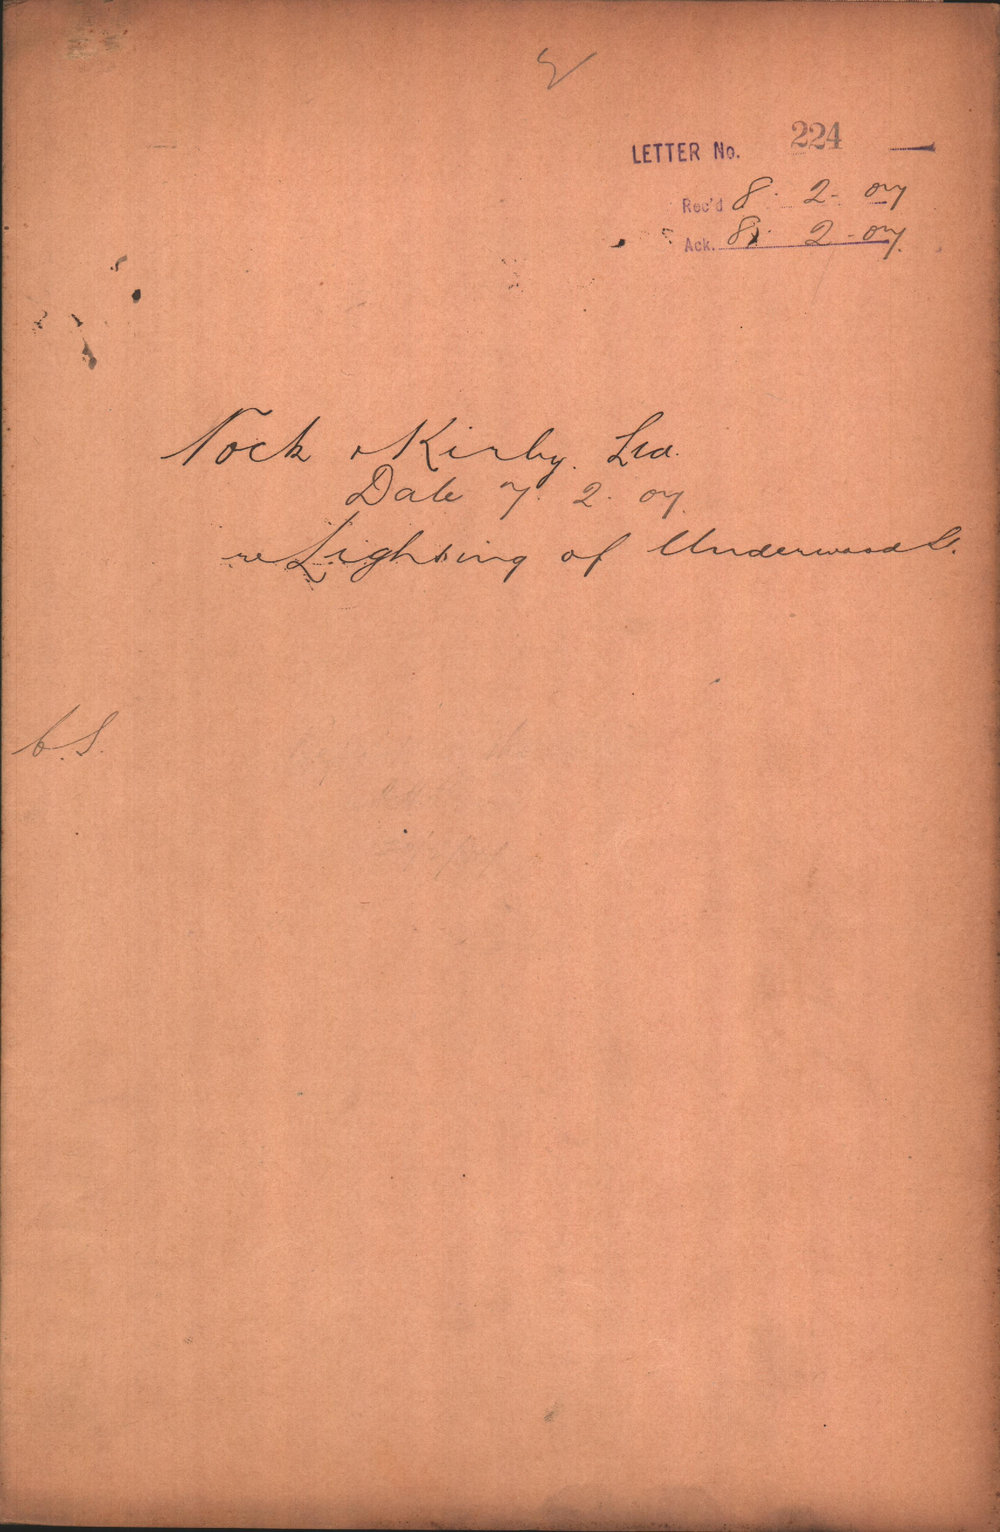 LETTER No. 224
Rec'd 8. 2. 07
Ack. 8. 2. 07.
Nock & Kirby. Ltd.
Date 7. 2. 07.
re Lighting of Underwood St.
C.S.